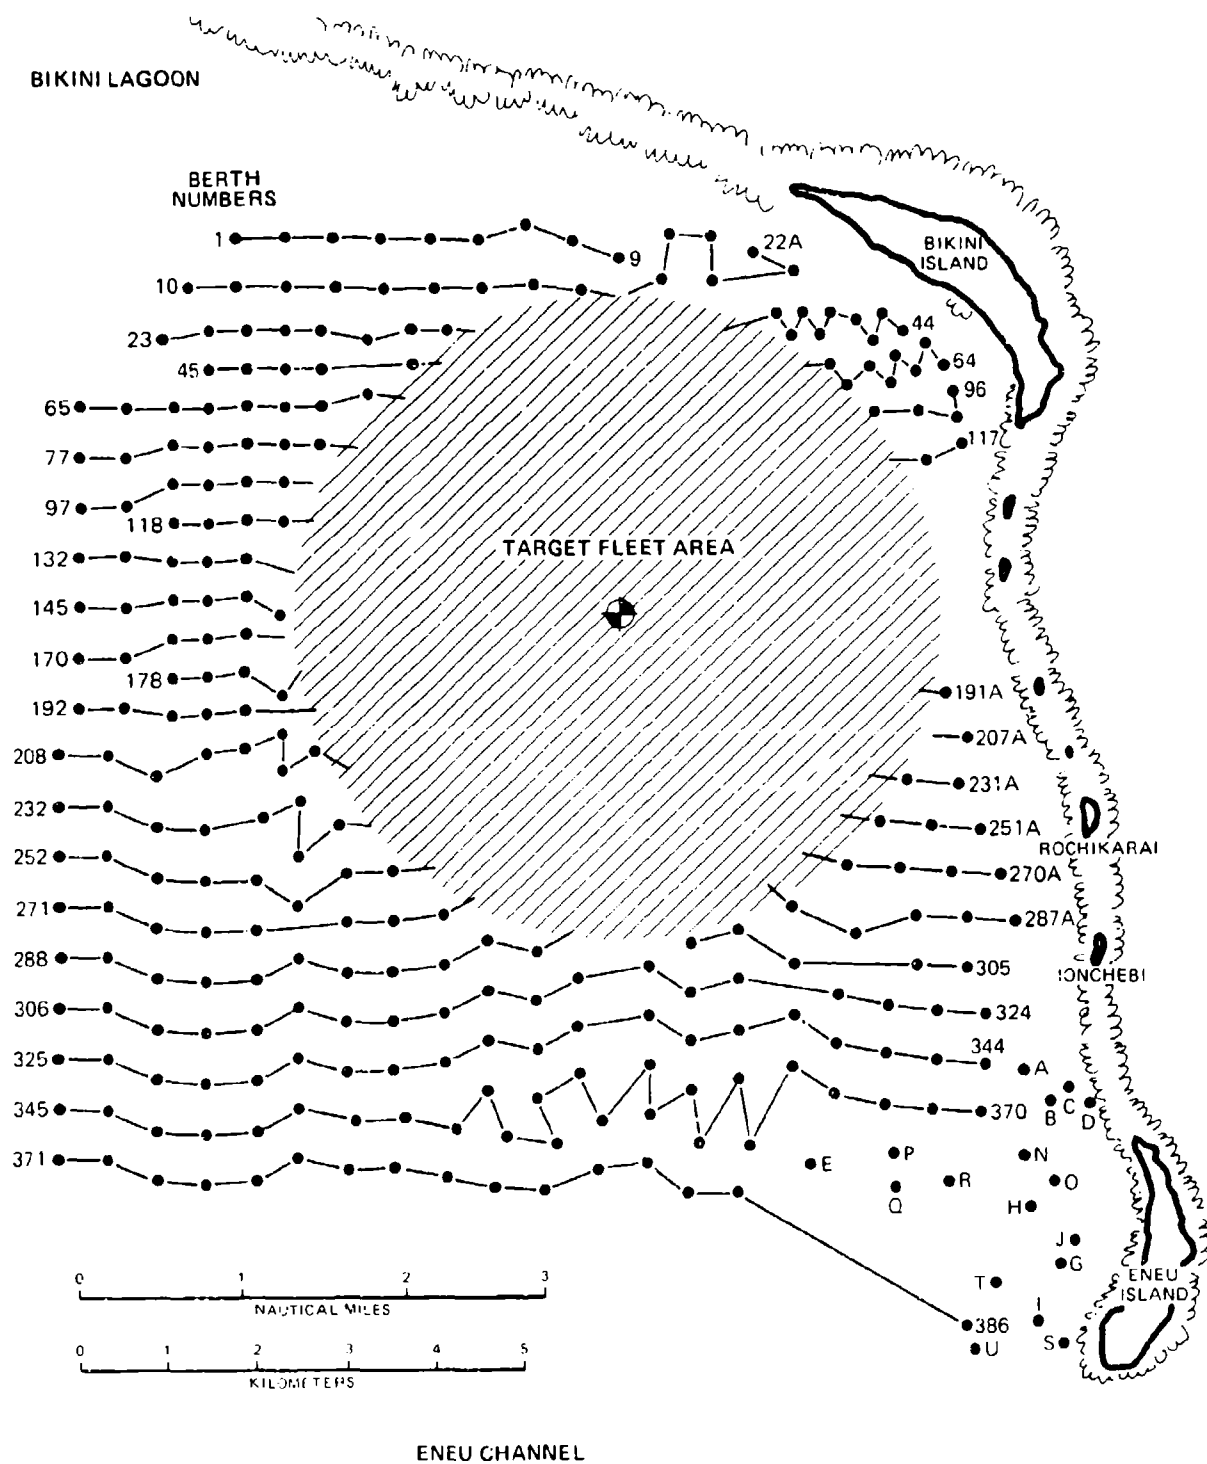 BIKINI LAGOON
BERTH
NUMBERS
1
9
22A
BIKINI
ISLAND
10
23
44
45
64
65
96
77
117
97
118
TARGET FLEET AREA
132
145
170
178
192
191A
208
207A
232
231A
251A
ROCHIKARAI
252
270A
271
287A
288
305
IONCHEBI
306
324
325
344
A
345
370
B
C
D
371
E
P
N
Q
R
O
H
J
G
T
ENEU
ISLAND
I
386
U
S
0 1 2 3
NAUTICAL MILES
0 1 2 3 4 5
KILOMETERS
ENEU CHANNEL